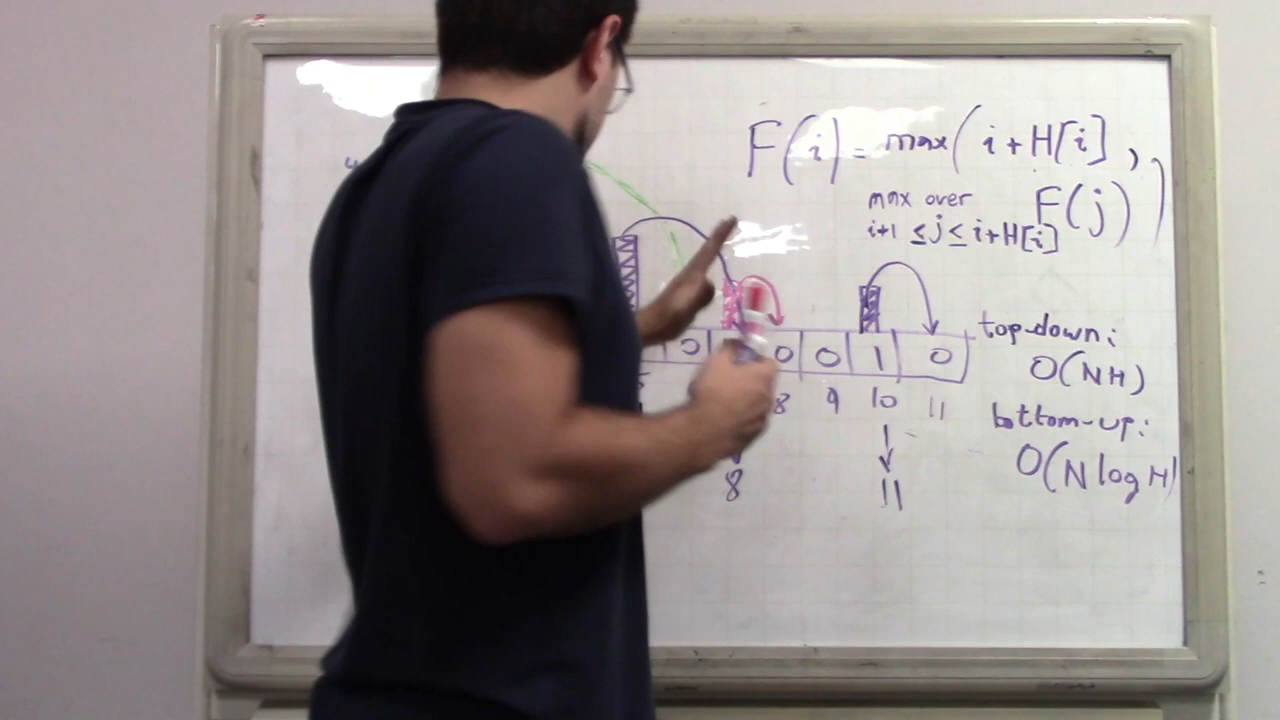 F(i) = max( i+H[i] ,
max over F(j) )
i+1 ≤ j ≤ i+H[i]
0 0 0 1 0
8 9 10 11
8 11
top-down:
O(NH)
bottom-up:
O(N log H)